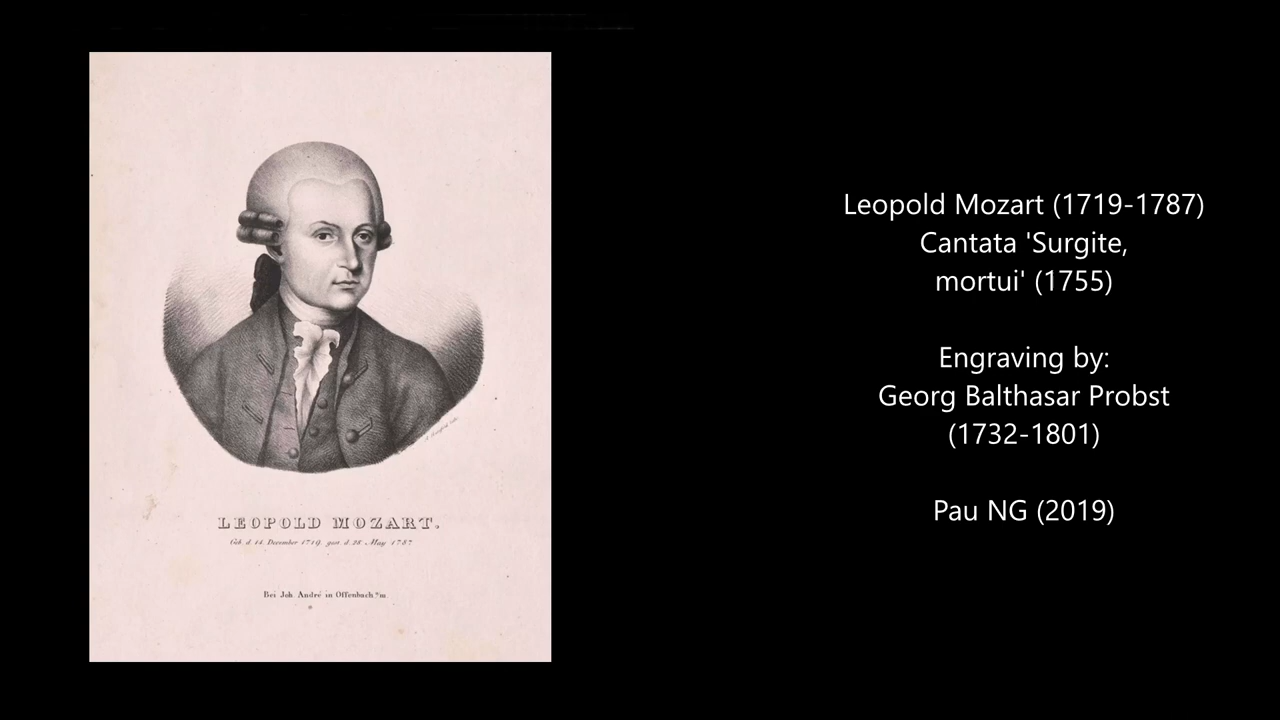 LEOPOLD MOZART.
Geb. d. 14. December 1719. gest. d. 28. May 1787
Bei Joh. André in Offenbach a/m
Leopold Mozart (1719-1787)
Cantata 'Surgite,
mortui' (1755)
Engraving by:
Georg Balthasar Probst
(1732-1801)
Pau NG (2019)